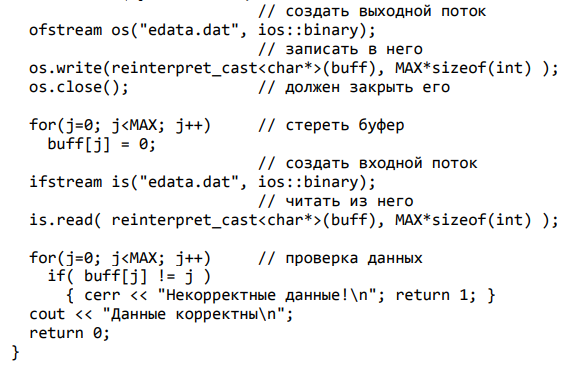 // создать выходной поток
ofstream os("edata.dat", ios::binary);
// записать в него
os.write(reinterpret_cast<char*>(buff), MAX*sizeof(int) );
os.close(); // должен закрыть его
for(j=0; j<MAX; j++) // стереть буфер
buff[j] = 0;
// создать входной поток
ifstream is("edata.dat", ios::binary);
// читать из него
is.read( reinterpret_cast<char*>(buff), MAX*sizeof(int) );
for(j=0; j<MAX; j++) // проверка данных
if( buff[j] != j )
{ cerr << "Некорректные данные!\n"; return 1; }
cout << "Данные корректны\n";
return 0;
}